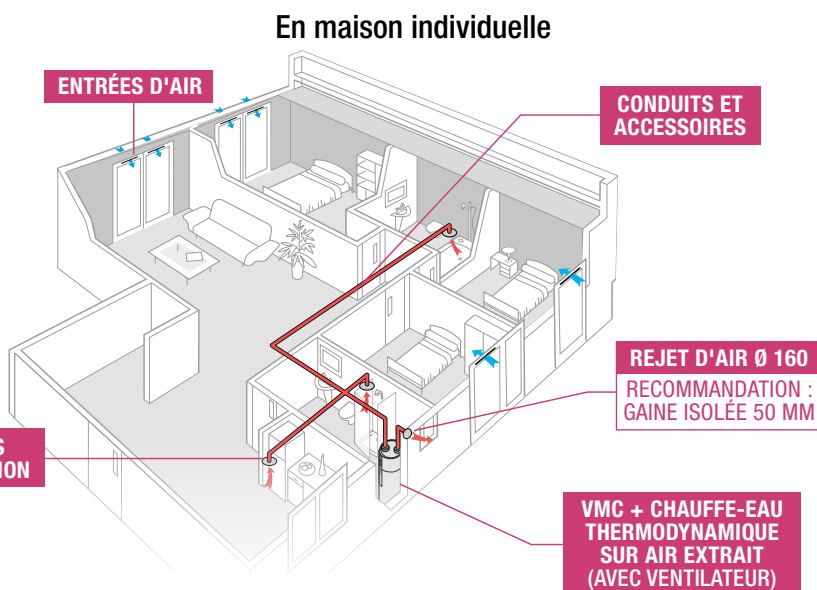 En maison individuelle
ENTRÉES D'AIR
CONDUITS ET
ACCESSOIRES
REJET D'AIR Ø 160
RECOMMANDATION :
GAINE ISOLÉE 50 MM
VMC + CHAUFFE-EAU
THERMODYNAMIQUE
SUR AIR EXTRAIT
(AVEC VENTILATEUR)